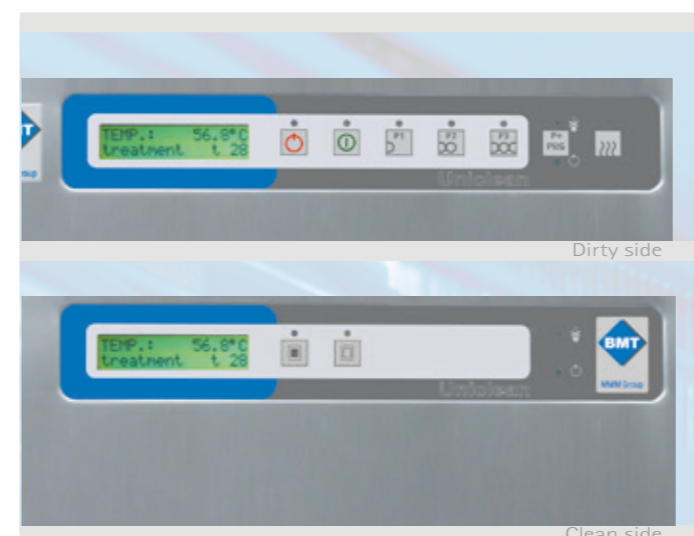 TEMP.: 56.8°C
treatment t 28
P1
P2
P3
P+
PRG
Uniclean
Dirty side
TEMP.: 56.8°C
treatment t 28
BMT
MMM Group
Uniclean
Clean side